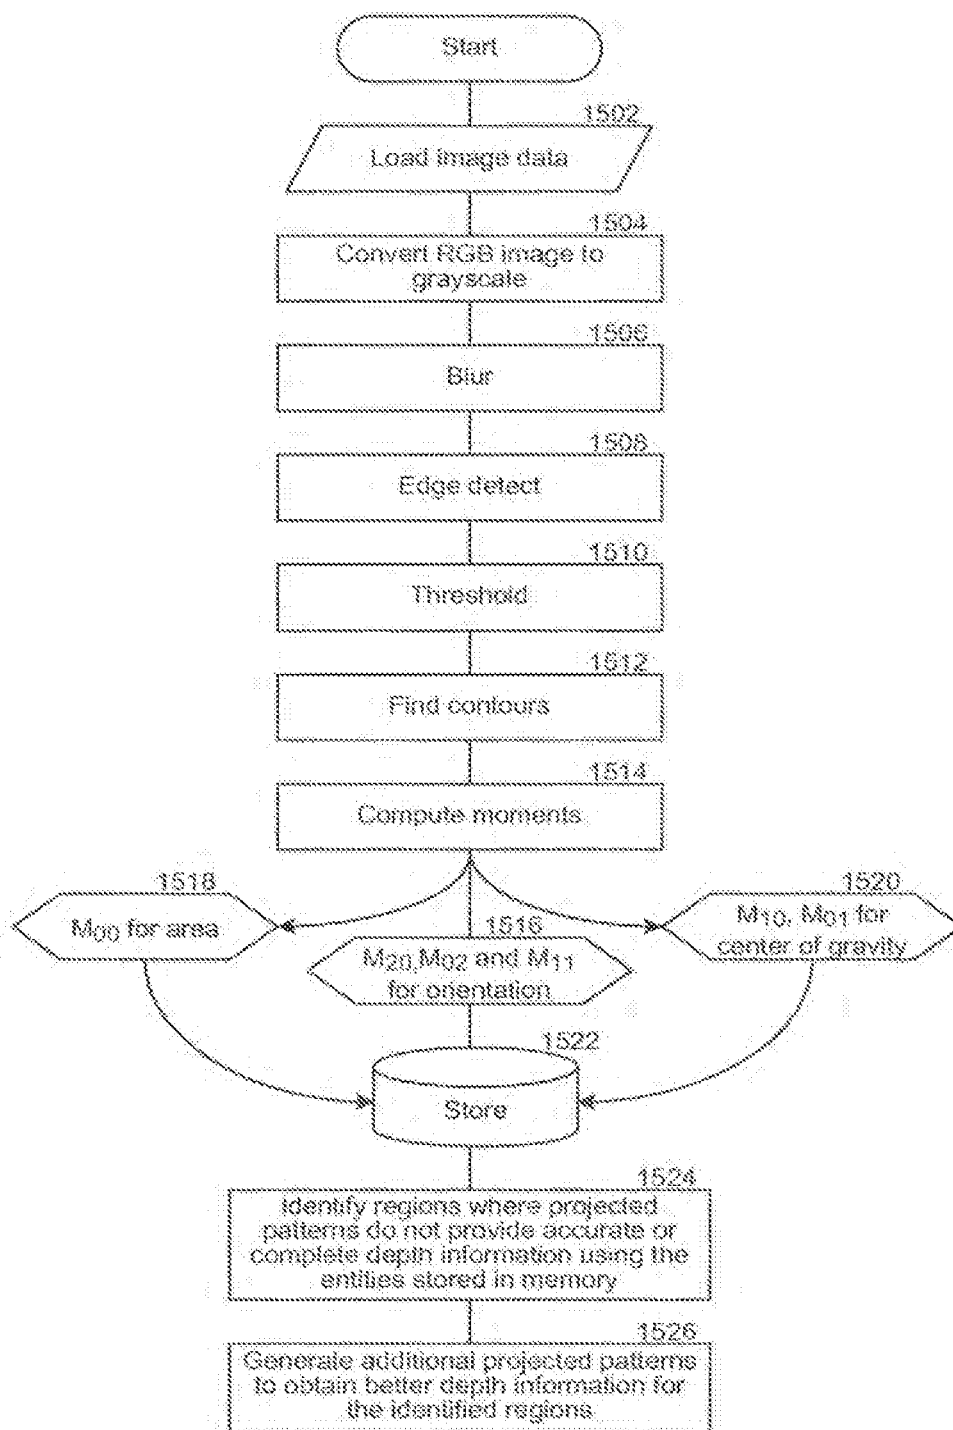 Start
1502
Load image data
1504
Convert RGB image to
grayscale
1506
Blur
1508
Edge detect
1510
Threshold
1512
Find contours
1514
Compute moments
1518
M00 for area
1516
M20,M02 and M11
for orientation
1520
M10, M01 for
center of gravity
1522
Store
1524
Identify regions where projected
patterns do not provide accurate or
complete depth information using the
entities stored in memory
1526
Generate additional projected patterns
to obtain better depth information for
the identified regions